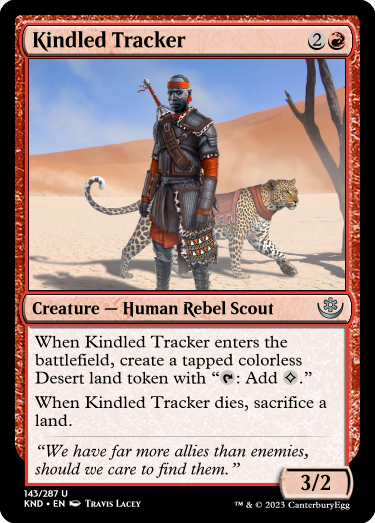 Kindled Tracker 2
Creature — Human Rebel Scout
When Kindled Tracker enters the
battlefield, create a tapped colorless
Desert land token with “: Add .”
When Kindled Tracker dies, sacrifice a
land.
“We have far more allies than enemies,
should we care to find them.”
3/2
143/287 U
KND • EN Travis Lacey
™ & © 2023 CanterburyEgg